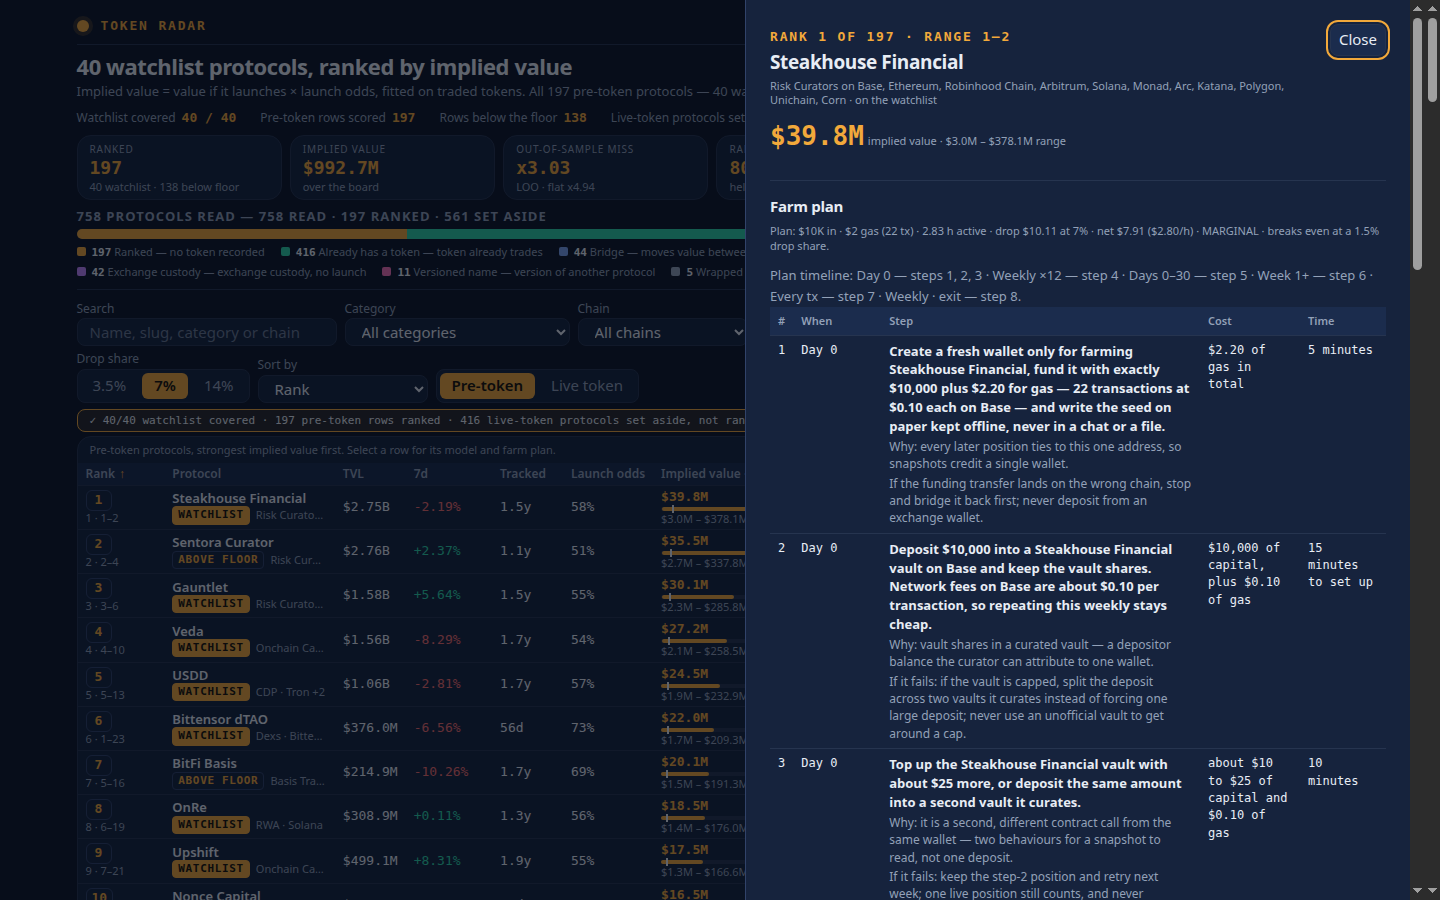 TOKEN RADAR
40 watchlist protocols, ranked by implied value
Implied value = value if it launches × launch odds, fitted on traded tokens. All 197 pre-token protocols — 40 wa
Watchlist covered 40 / 40 Pre-token rows scored 197 Rows below the floor 138 Live-token protocols set
RANKED
197
40 watchlist · 138 below floor
IMPLIED VALUE
$992.7M
over the board
OUT-OF-SAMPLE MISS
x3.03
LOO · flat x4.94
758 PROTOCOLS READ — 758 READ · 197 RANKED · 561 SET ASIDE
197 Ranked — no token recorded 416 Already has a token — token already trades 44 Bridge — moves value betwee
42 Exchange custody — exchange custody, no launch 11 Versioned name — version of another protocol 5 Wrapped
Search Category Chain
Name, slug, category or chain All categories All chains
Drop share Sort by
3.5% 7% 14% Rank Pre-token Live token
✓ 40/40 watchlist covered · 197 pre-token rows ranked · 416 live-token protocols set aside, not ran
Pre-token protocols, strongest implied value first. Select a row for its model and farm plan.
Rank ↑ Protocol TVL 7d Tracked Launch odds Implied value
1 Steakhouse Financial $2.75B -2.19% 1.5y 58% $39.8M
1 · 1–2 WATCHLIST Risk Curato... $3.0M – $378.1M
2 Sentora Curator $2.76B +2.37% 1.1y 51% $35.5M
2 · 2–4 ABOVE FLOOR Risk Cur... $2.7M – $337.8M
3 Gauntlet $1.58B +5.64% 1.5y 55% $30.1M
3 · 3–6 WATCHLIST Risk Curato... $2.3M – $285.8M
4 Veda $1.56B -8.29% 1.7y 54% $27.2M
4 · 4–10 WATCHLIST Onchain Ca... $2.1M – $258.5M
5 USDD $1.06B -2.81% 1.7y 57% $24.5M
5 · 5–13 WATCHLIST CDP · Tron +2 $1.9M – $232.9M
6 Bittensor dTAO $376.0M -6.56% 56d 73% $22.0M
6 · 1–23 WATCHLIST Dexs · Bitte... $1.7M – $209.3M
7 BitFi Basis $214.9M -10.26% 1.7y 69% $20.1M
7 · 5–16 ABOVE FLOOR Basis Tra... $1.5M – $191.3M
8 OnRe $308.9M +0.11% 1.3y 56% $18.5M
8 · 6–19 WATCHLIST RWA · Solana $1.4M – $176.0M
9 Upshift $499.1M +8.31% 1.9y 55% $17.5M
9 · 7–21 WATCHLIST Onchain Ca... $1.3M – $166.6M
10 Nonce Capital $16.5M
RANK 1 OF 197 · RANGE 1–2
Close
Steakhouse Financial
Risk Curators on Base, Ethereum, Robinhood Chain, Arbitrum, Solana, Monad, Arc, Katana, Polygon,
Unichain, Corn · on the watchlist
$39.8M implied value · $3.0M – $378.1M range
Farm plan
Plan: $10K in · $2 gas (22 tx) · 2.83 h active · drop $10.11 at 7% · net $7.91 ($2.80/h) · MARGINAL · breaks even at a 1.5%
drop share.
Plan timeline: Day 0 — steps 1, 2, 3 · Weekly ×12 — step 4 · Days 0–30 — step 5 · Week 1+ — step 6 ·
Every tx — step 7 · Weekly · exit — step 8.
# When Step Cost Time
1 Day 0
Create a fresh wallet only for farming
Steakhouse Financial, fund it with exactly
$10,000 plus $2.20 for gas — 22 transactions at
$0.10 each on Base — and write the seed on
paper kept offline, never in a chat or a file.
Why: every later position ties to this one address, so
snapshots credit a single wallet.
If the funding transfer lands on the wrong chain, stop
and bridge it back first; never deposit from an
exchange wallet.
$2.20 of
gas in
total
5 minutes
2 Day 0
Deposit $10,000 into a Steakhouse Financial
vault on Base and keep the vault shares.
Network fees on Base are about $0.10 per
transaction, so repeating this weekly stays
cheap.
Why: vault shares in a curated vault — a depositor
balance the curator can attribute to one wallet.
If it fails: if the vault is capped, split the deposit
across two vaults it curates instead of forcing one
large deposit; never use an unofficial vault to get
around a cap.
$10,000 of
capital,
plus $0.10
of gas
15
minutes
to set up
3 Day 0
Top up the Steakhouse Financial vault with
about $25 more, or deposit the same amount
into a second vault it curates.
Why: it is a second, different contract call from the
same wallet — two behaviours for a snapshot to
read, not one deposit.
If it fails: keep the step-2 position and retry next
week; one live position still counts, and never
about $10
to $25 of
capital and
$0.10 of
gas
10
minutes